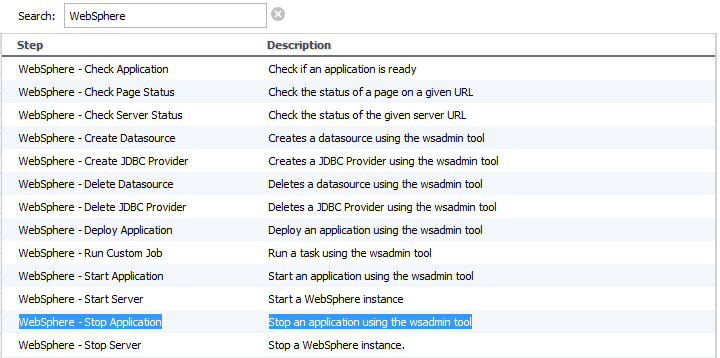 Search: WebSphere
Step Description
WebSphere - Check Application Check if an application is ready
WebSphere - Check Page Status Check the status of a page on a given URL
WebSphere - Check Server Status Check the status of the given server URL
WebSphere - Create Datasource Creates a datasource using the wsadmin tool
WebSphere - Create JDBC Provider Creates a JDBC Provider using the wsadmin tool
WebSphere - Delete Datasource Deletes a datasource using the wsadmin tool
WebSphere - Delete JDBC Provider Deletes a JDBC Provider using the wsadmin tool
WebSphere - Deploy Application Deploy an application using the wsadmin tool
WebSphere - Run Custom Job Run a task using the wsadmin tool
WebSphere - Start Application Start an application using the wsadmin tool
WebSphere - Start Server Start a WebSphere instance
WebSphere - Stop Application Stop an application using the wsadmin tool
WebSphere - Stop Server Stop a WebSphere instance.